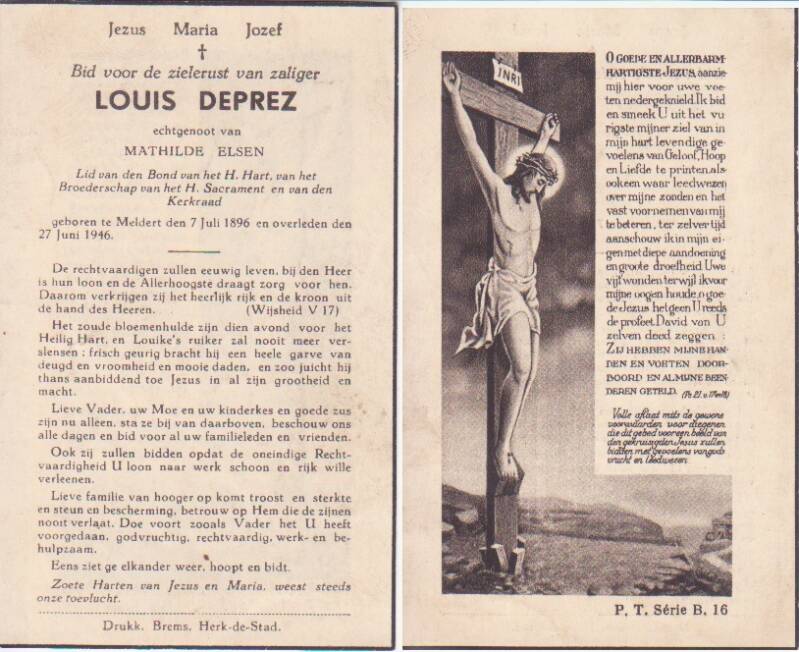 Jezus Maria Jozef
Bid voor de zielerust van zaliger
LOUIS DEPREZ
echtgenoot van
MATHILDE ELSEN
Lid van den Bond van het H. Hart, van het
Broederschap van het H. Sacrament en van den
Kerkraad
geboren te Meldert den 7 Juli 1896 en overleden den
27 Juni 1946.
De rechtvaardigen zullen eeuwig leven, bij den Heer
is hun loon en de Allerhoogste draagt zorg voor hen.
Daarom verkrijgen zij het heerlijk rijk en de kroon uit
de hand des Heeren. (Wijsheid V 17)
Het zoude bloemenhulde zijn dien avond voor het
Heilig Hart, en Louike's ruiker zal nooit meer ver-
slensen: frisch geurig bracht hij een heele garve van
deugd en vroomheid en mooie daden, en zoo juicht hij
thans aanbiddend toe Jezus in al zijn grootheid en
macht.
Lieve Vader, uw Moe en uw kinderkes en goede zus
zijn nu alleen, sta ze bij van daarboven, beschouw ons
alle dagen en bid voor al uw familieleden en vrienden.
Ook zij zullen bidden opdat de oneindige Recht-
vaardigheid U loon naar werk schoon en rijk wille
verleenen.
Lieve familie van hooger op komt troost en sterkte
en steun en bescherming, betrouw op Hem die de zijnen
nooit verlaat. Doe voort zooals Vader het U heeft
voorgedaan, godvruchtig, rechtvaardig, werk- en be-
hulpzaam.
Eens ziet ge elkander weer, hoopt en bidt.
Zoete Harten van Jezus en Maria, weest steeds
onze toevlucht.
Drukk. Brems, Herk-de-Stad.
INRI
O GOEDE EN ALLERBARM-
HARTIGSTE JEZUS, aanzie
mij hier voor uwe voe-
ten nedergeknield. Ik bid
en smeek U uit het vu-
rigste mijner ziel van in
mijn hart levendige ge-
voelens van Geloof, Hoop
en Liefde te printen, als
ook een waar leedwezen
over mijne zonden en het
vast voornemen van mij
te beteren, ter zelver tijd
aanschouw ik in mijn ei-
gen met diepe aandoening
en groote droefheid Uwe
vijf wonden terwijl ik voor
mijne oogen houde, o goe-
de Jezus het geen U reeds
de profeet David van U
zelven deed zeggen:
ZIJ HEBBEN MIJNE HAN-
DEN EN VOETEN DOOR-
BOORD EN AL MIJNE BEEN-
DEREN GETELD.
Volle aflaat mits de gewone
voorwaarden voor diegenen
die dit gebed voor een beeld van
den gekruisigden Jesus zullen
bidden met gevoelens van god-
vrucht en leedwezen
P. T. Série B. 16